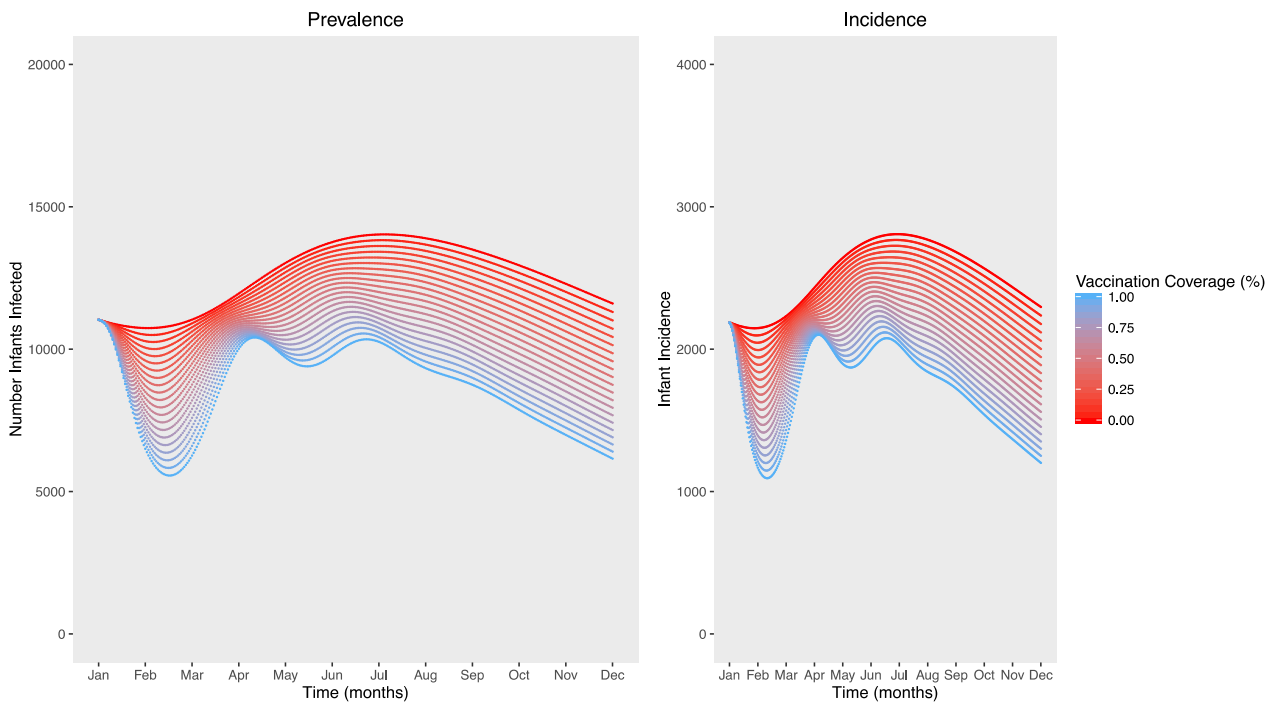 Prevalence
Number Infants Infected
20000
15000
10000
5000
0
Jan Feb Mar Apr May Jun Jul Aug Sep Oct Nov Dec
Time (months)
Incidence
Infant Incidence
4000
3000
2000
1000
0
Jan Feb Mar Apr May Jun Jul Aug Sep Oct Nov Dec
Time (months)
Vaccination Coverage (%)
1.00
0.75
0.50
0.25
0.00